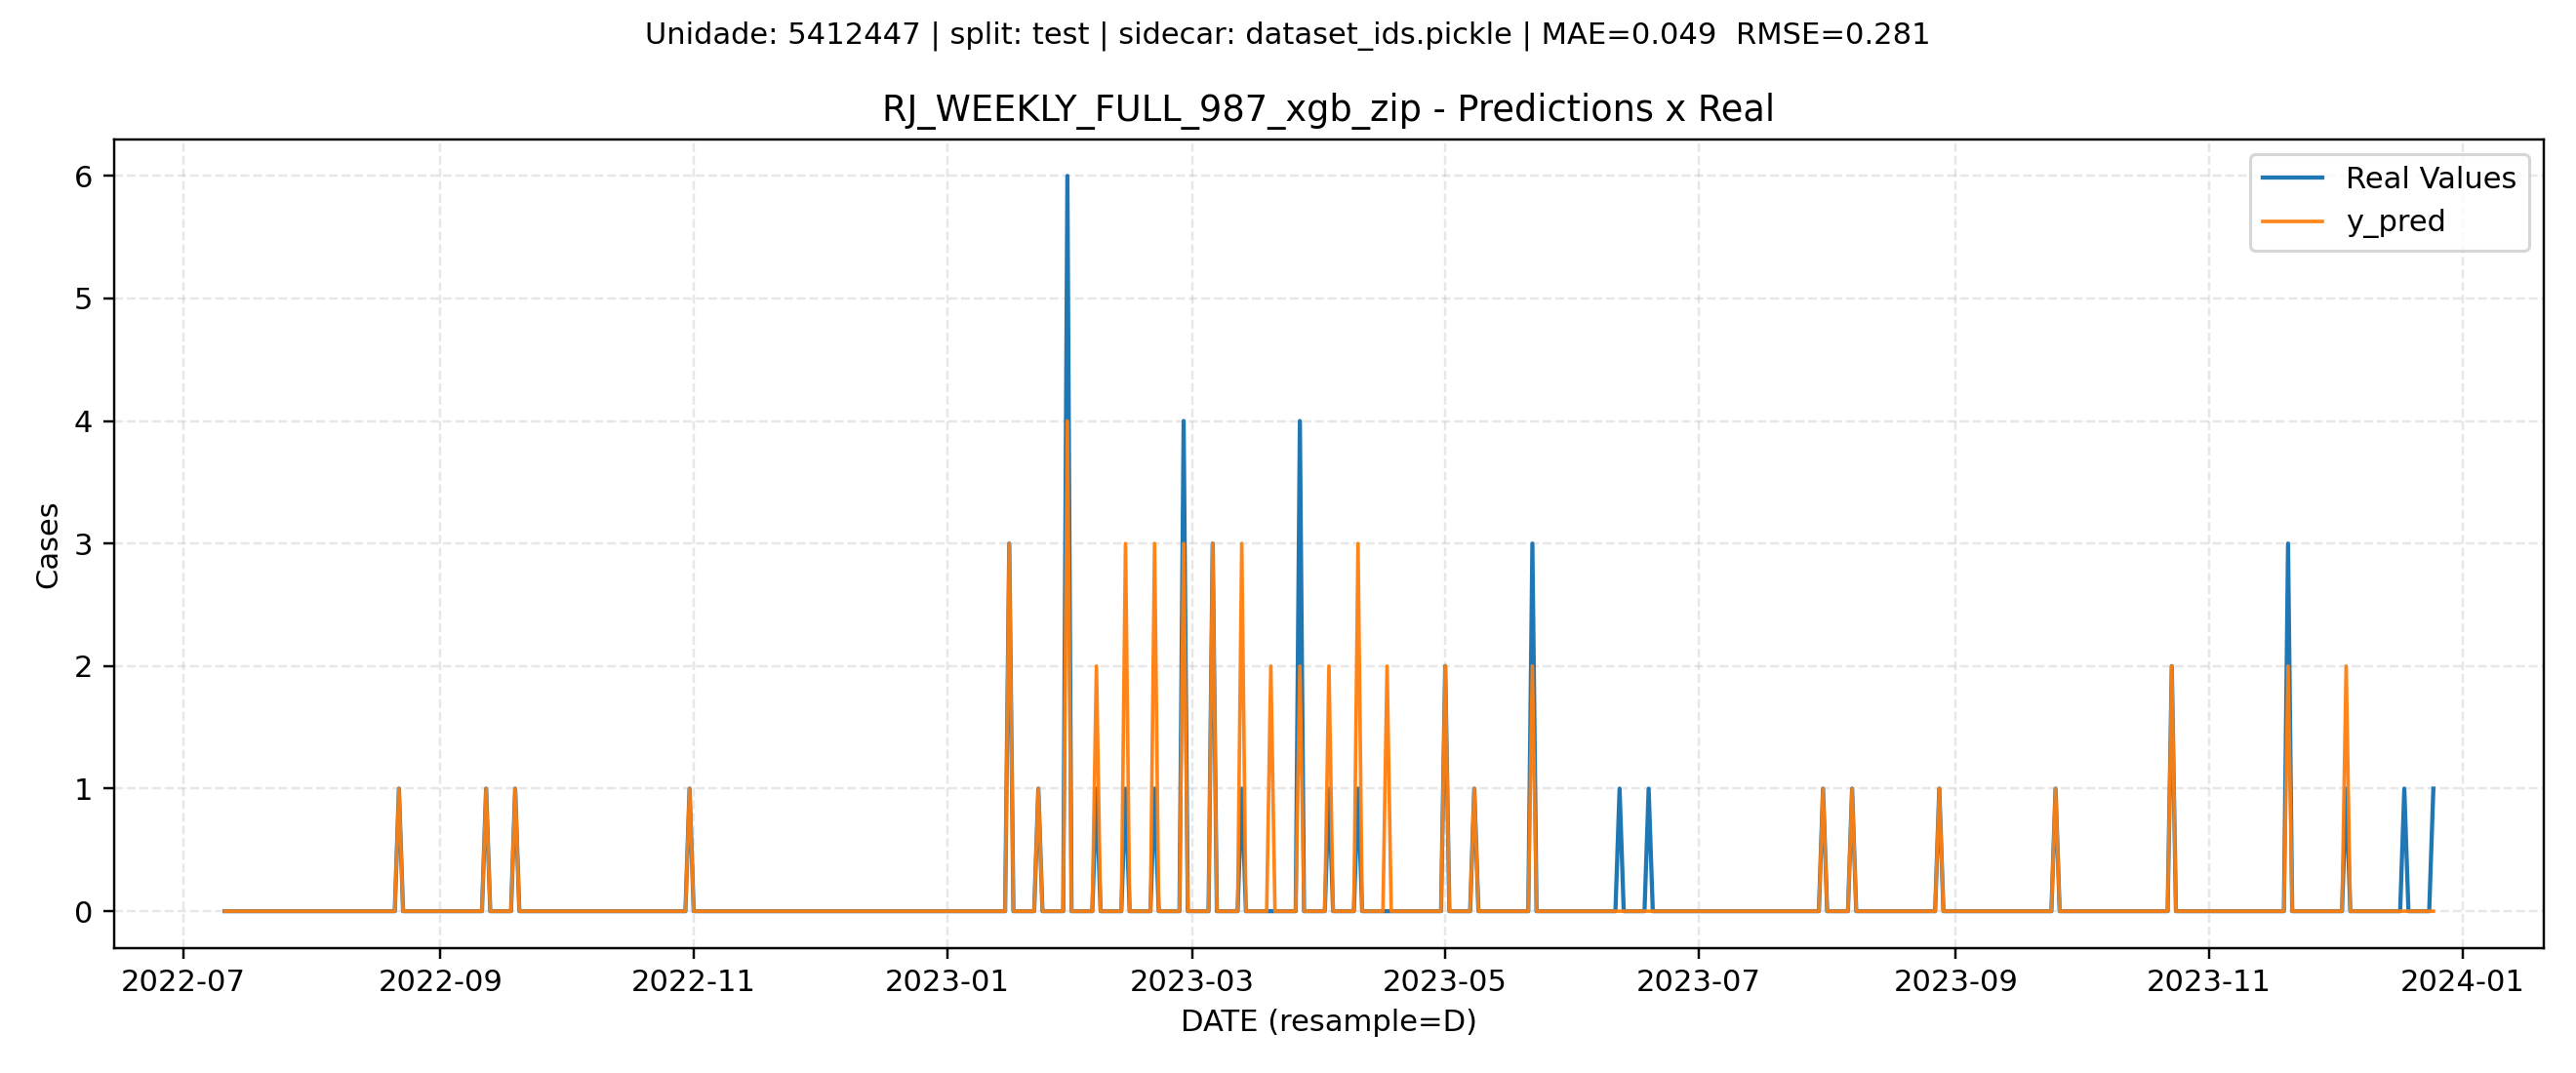 Unidade: 5412447 | split: test | sidecar: dataset_ids.pickle | MAE=0.049  RMSE=0.281
RJ_WEEKLY_FULL_987_xgb_zip - Predictions x Real
Real Values
y_pred
Cases
6
5
4
3
2
1
0
2022-07 2022-09 2022-11 2023-01 2023-03 2023-05 2023-07 2023-09 2023-11 2024-01
DATE (resample=D)